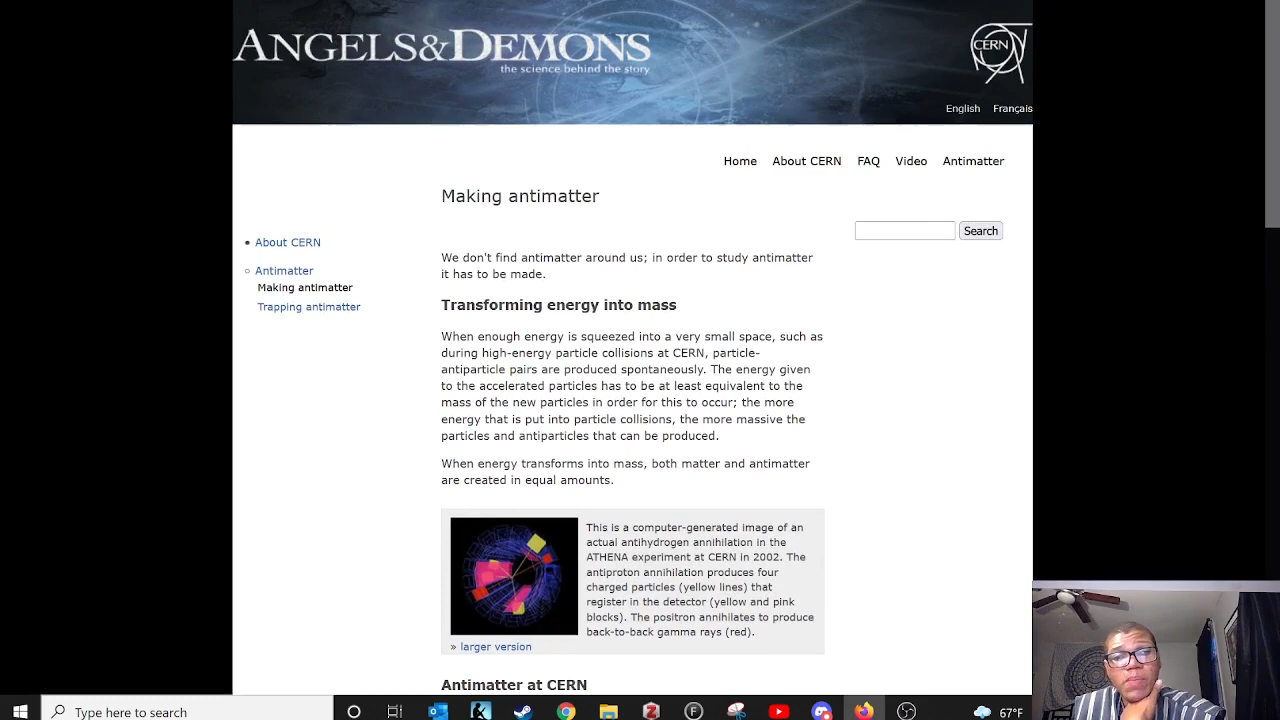 ANGELS&DEMONS
the science behind the story
CERN
English Français
Home About CERN FAQ Video Antimatter
Making antimatter
Search
About CERN
Antimatter
Making antimatter
Trapping antimatter
We don't find antimatter around us; in order to study antimatter
it has to be made.
Transforming energy into mass
When enough energy is squeezed into a very small space, such as
during high-energy particle collisions at CERN, particle-
antiparticle pairs are produced spontaneously. The energy given
to the accelerated particles has to be at least equivalent to the
mass of the new particles in order for this to occur; the more
energy that is put into particle collisions, the more massive the
particles and antiparticles that can be produced.
When energy transforms into mass, both matter and antimatter
are created in equal amounts.
This is a computer-generated image of an
actual antihydrogen annihilation in the
ATHENA experiment at CERN in 2002. The
antiproton annihilation produces four
charged particles (yellow lines) that
register in the detector (yellow and pink
blocks). The positron annihilates to produce
back-to-back gamma rays (red).
» larger version
Antimatter at CERN
Type here to search
67°F